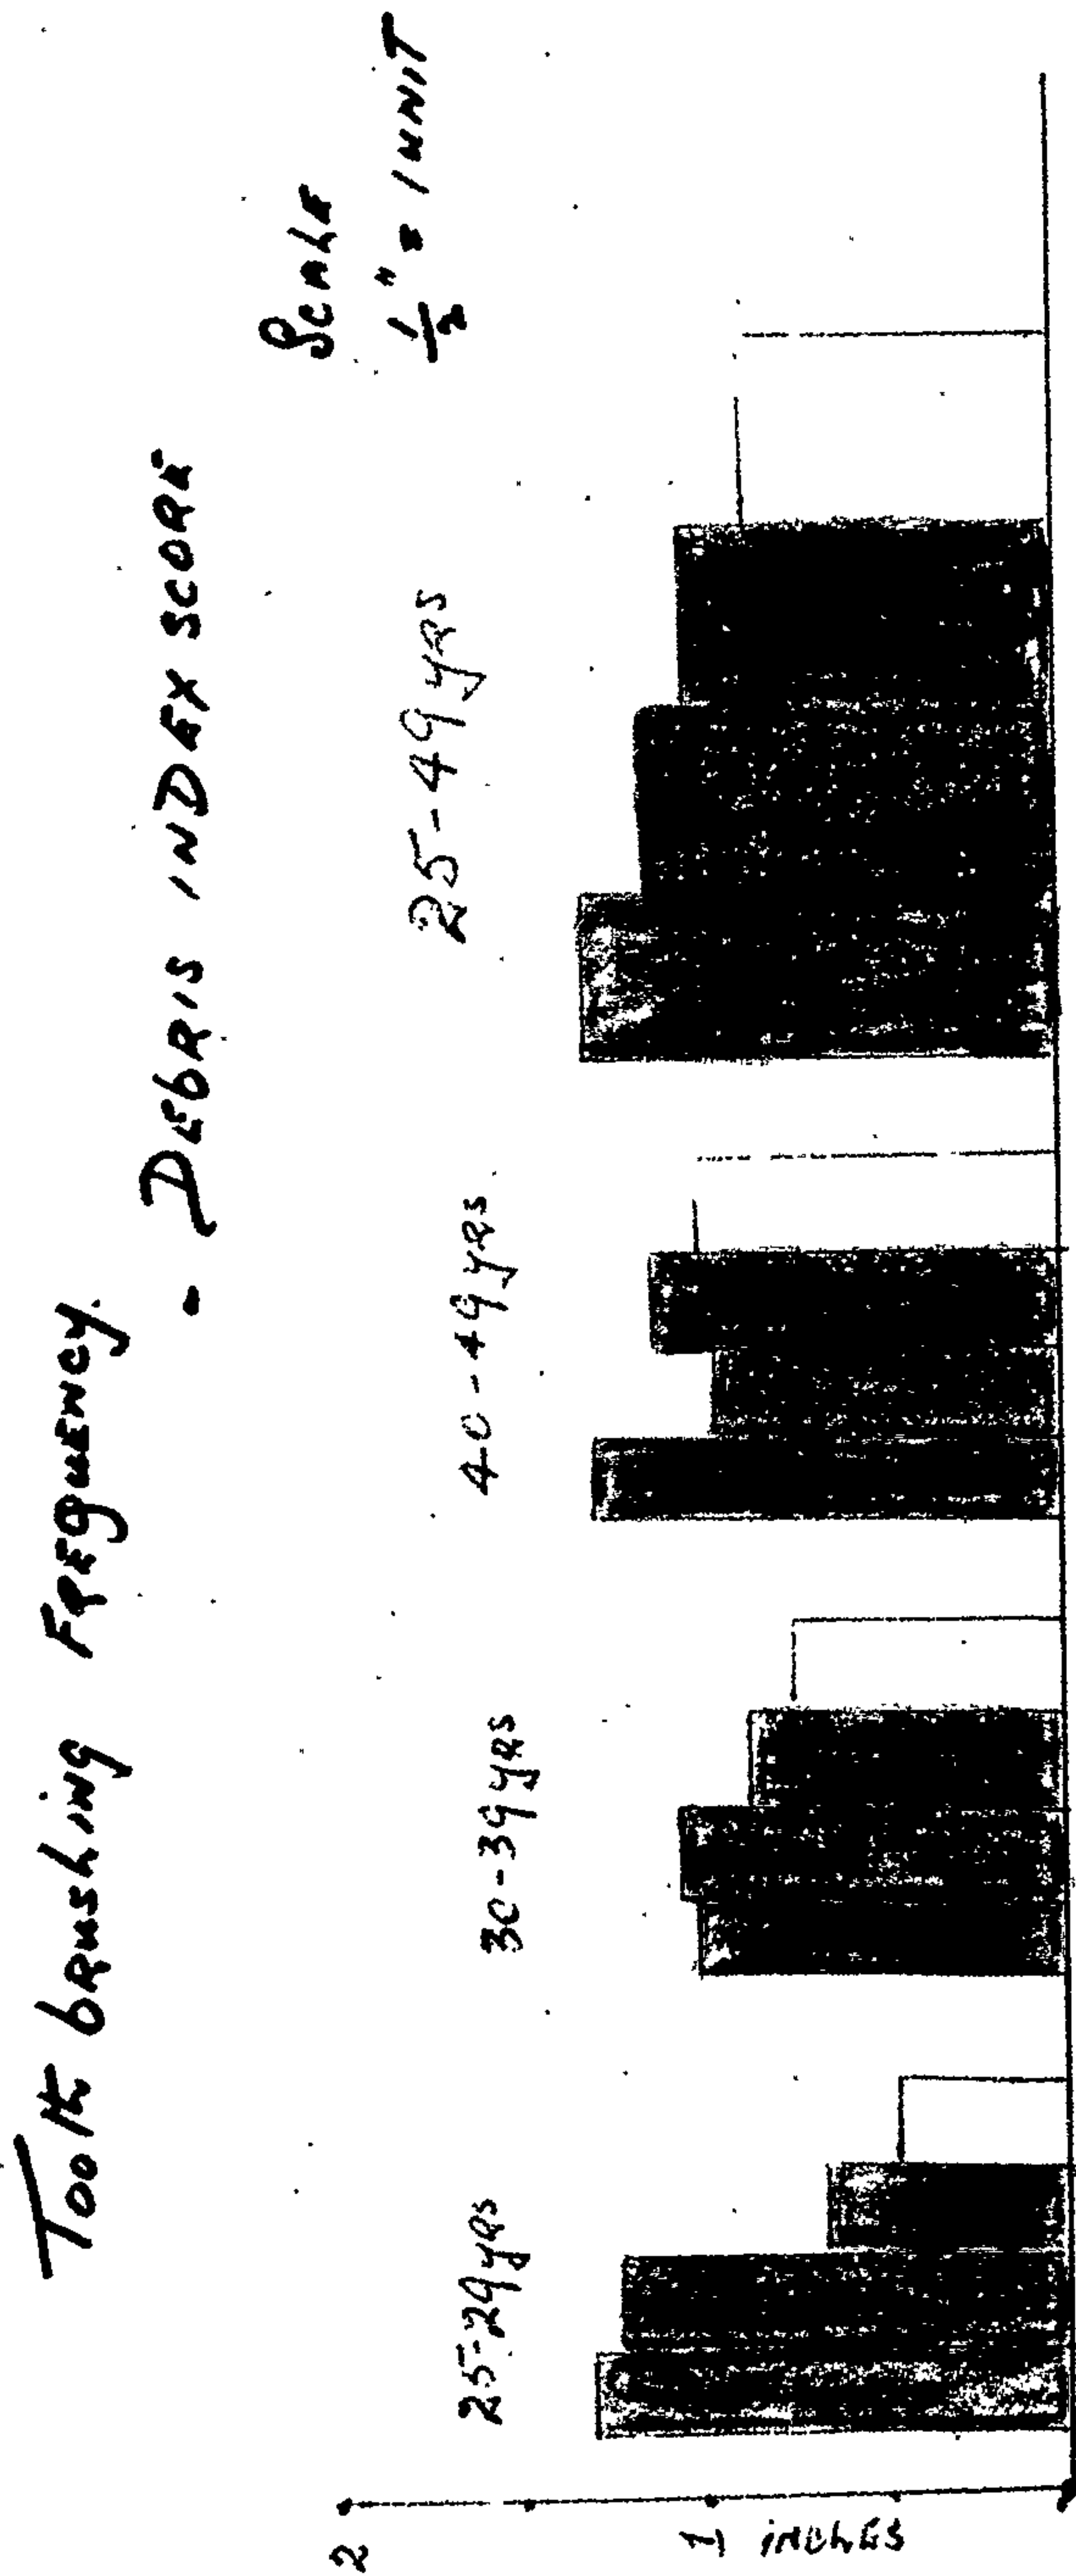 Tooth brushing Frequency.
- Debris INDEX SCORE
SCALE
1/2" = 1 UNIT
25-29 yrs
30-39 yrs
40-49 yrs
25-49 yrs
2
1 inches